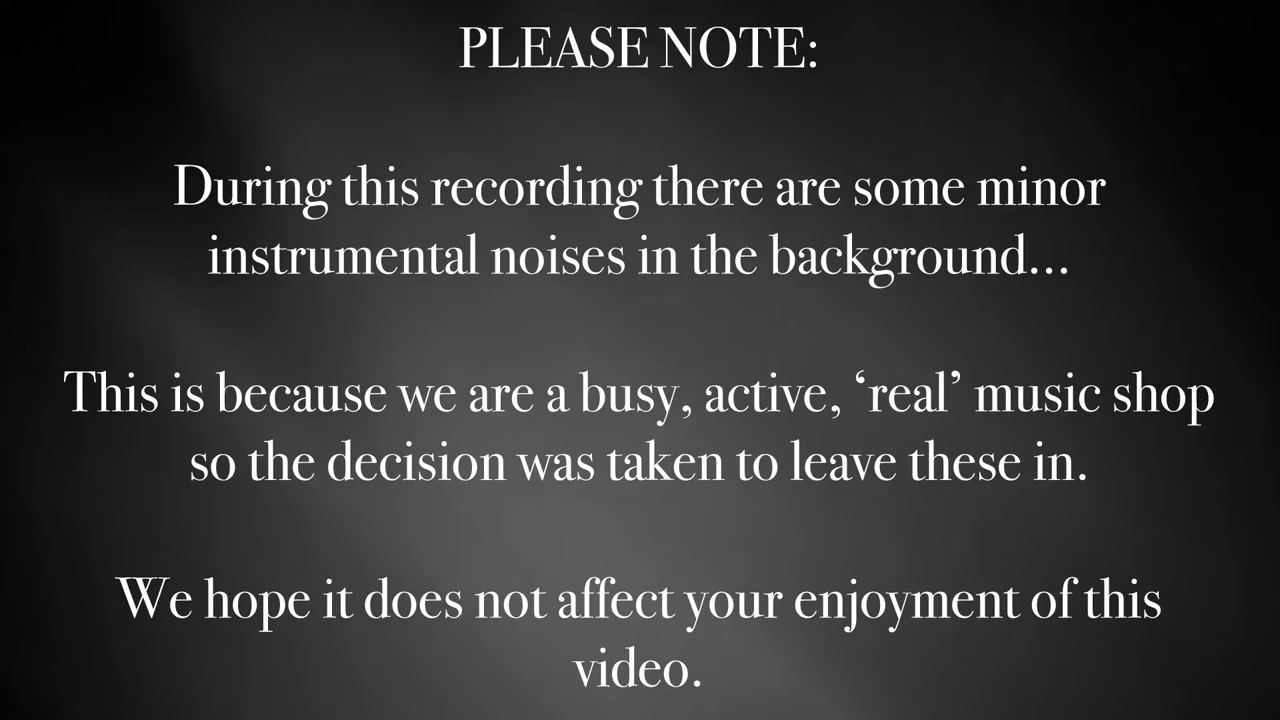 PLEASE NOTE:
During this recording there are some minor
instrumental noises in the background...
This is because we are a busy, active, ‘real’ music shop
so the decision was taken to leave these in.
We hope it does not affect your enjoyment of this
video.